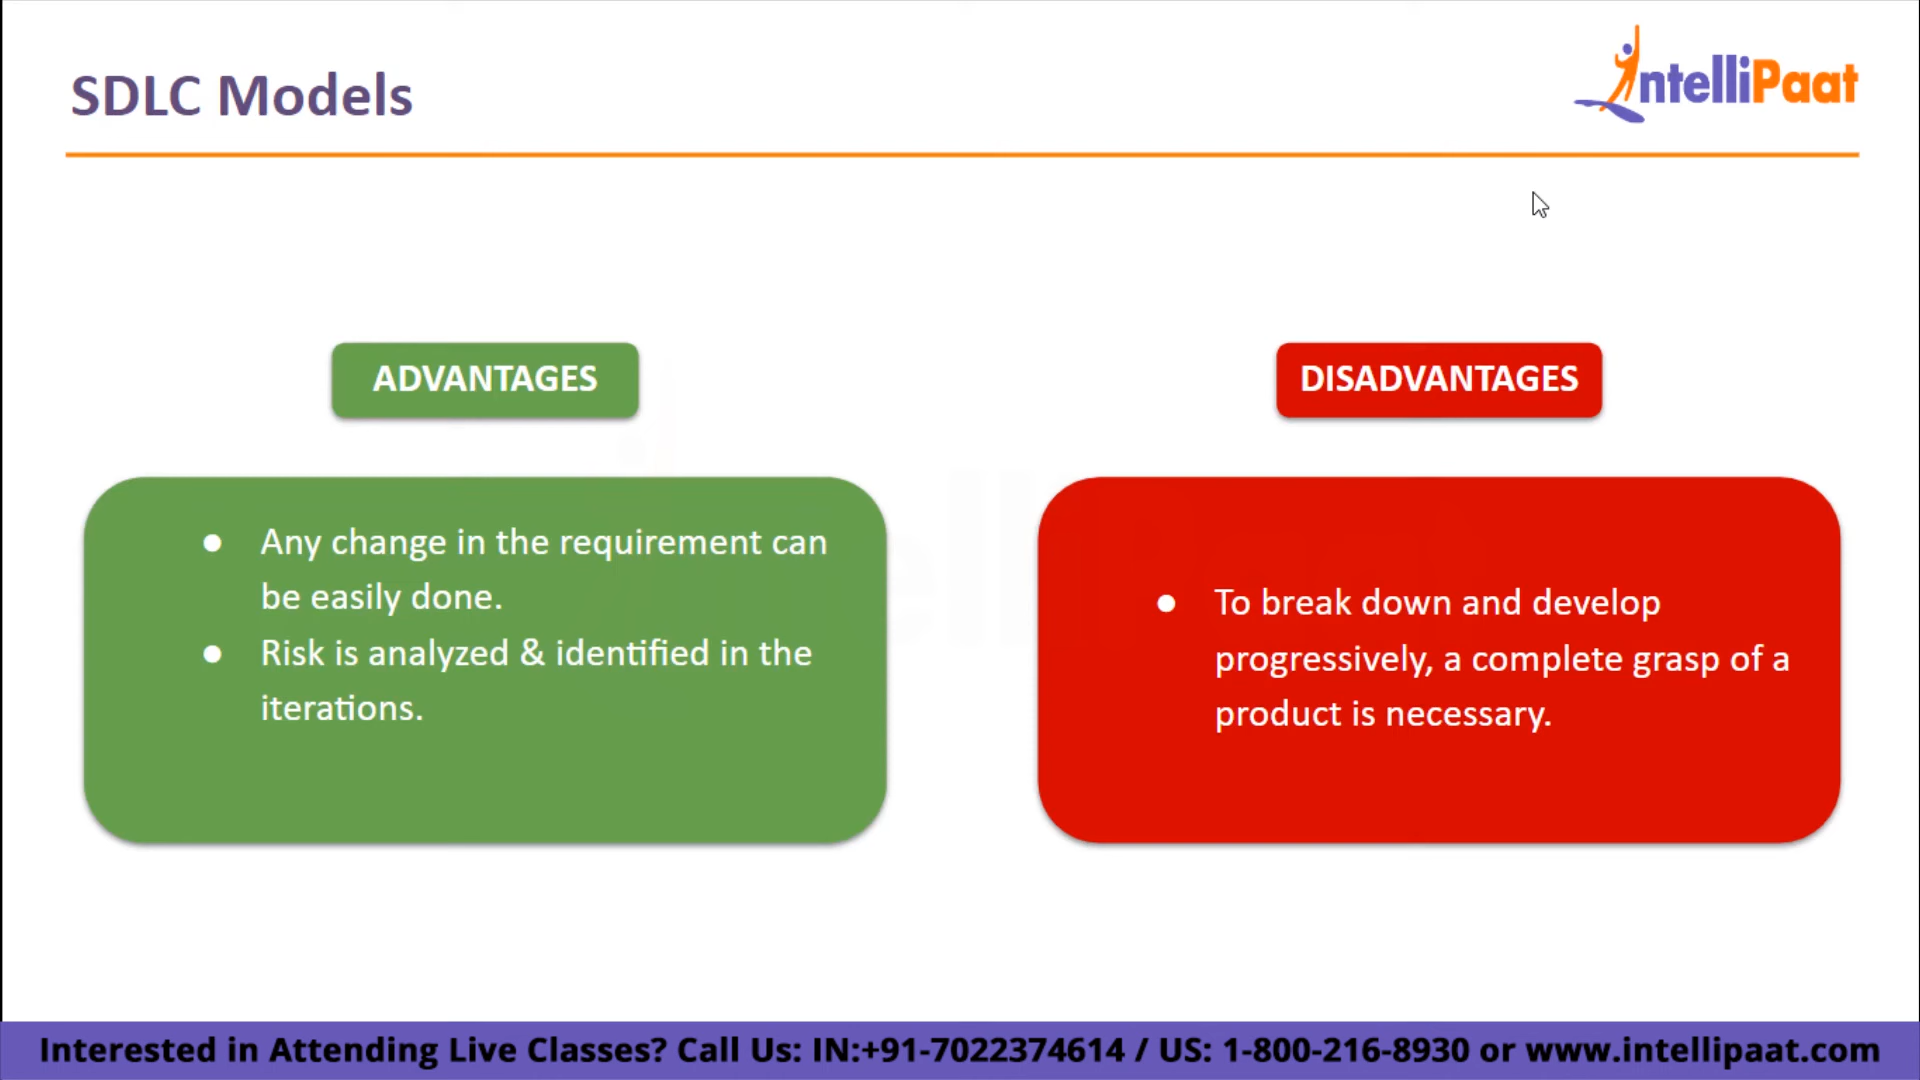 SDLC Models
IntelliPaat
ADVANTAGES
DISADVANTAGES
● Any change in the requirement can
be easily done.
● Risk is analyzed & identified in the
iterations.
● To break down and develop
progressively, a complete grasp of a
product is necessary.
Interested in Attending Live Classes? Call Us: IN:+91-7022374614 / US: 1-800-216-8930 or www.intellipaat.com